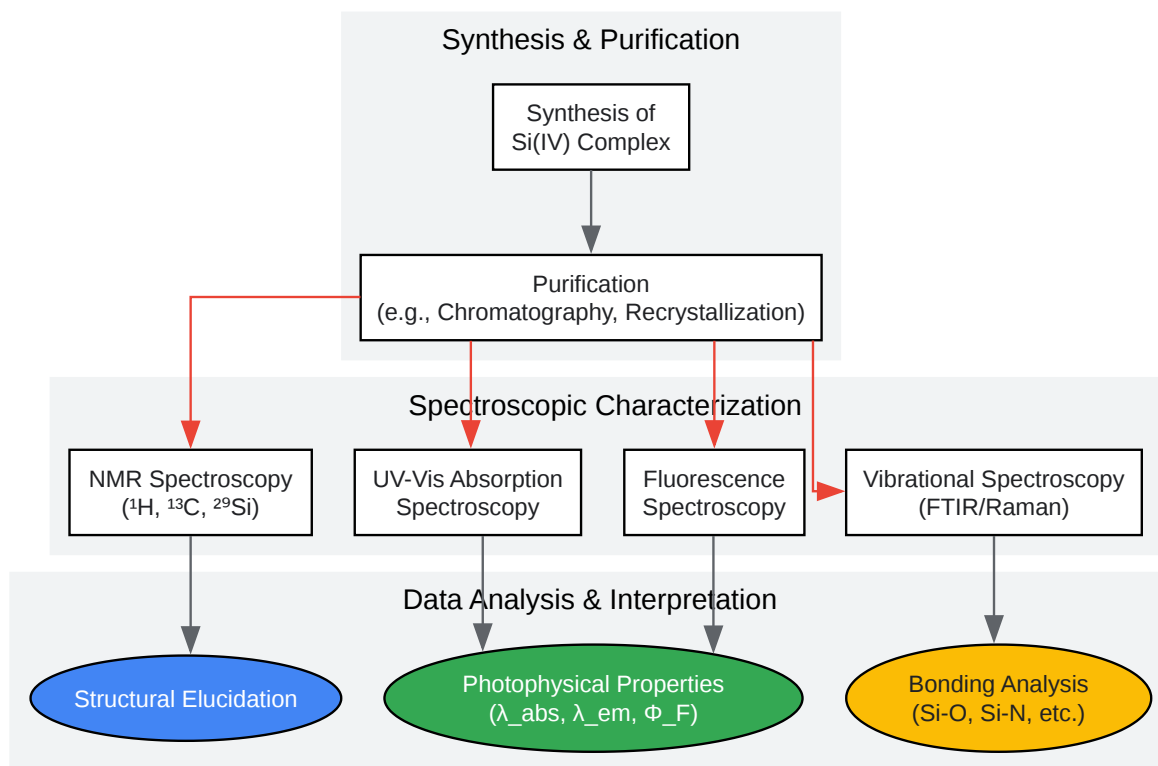 Synthesis & Purification
Synthesis of
Si(IV) Complex
Purification
(e.g., Chromatography, Recrystallization)
Spectroscopic Characterization
NMR Spectroscopy
(¹H, ¹³C, ²⁹Si)
UV-Vis Absorption
Spectroscopy
Fluorescence
Spectroscopy
Vibrational Spectroscopy
(FTIR/Raman)
Data Analysis & Interpretation
Structural Elucidation
Photophysical Properties
(λ_abs, λ_em, Φ_F)
Bonding Analysis
(Si-O, Si-N, etc.)